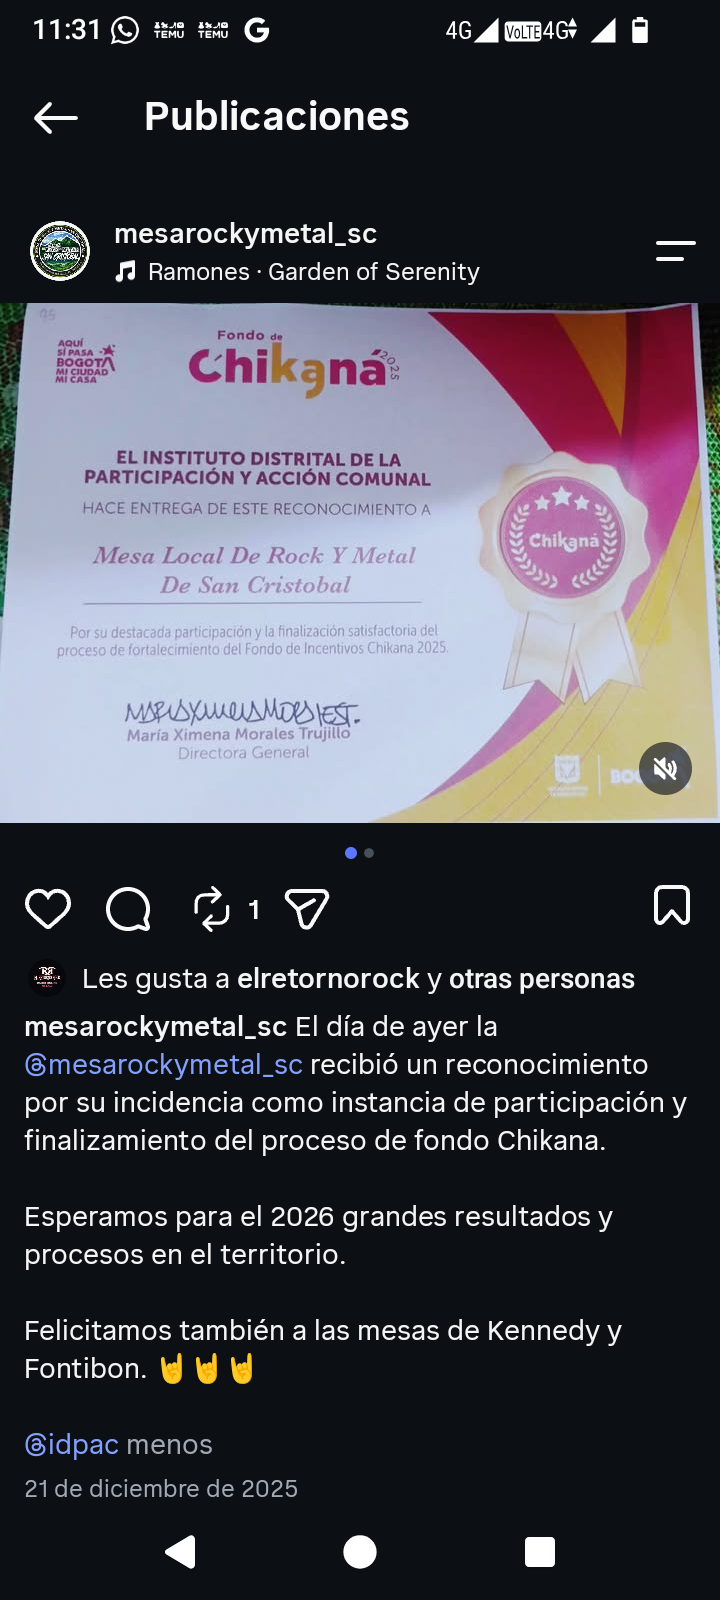 11:31
TEMU
TEMU
G
4G
VoLTE
4G
Publicaciones
mesarockymetal_sc
Ramones · Garden of Serenity
AQUÍ
SÍ PASA
BOGOTÁ
MI CIUDAD
MI CASA
Fondo de
Chikaná 2025
EL INSTITUTO DISTRITAL DE LA
PARTICIPACIÓN Y ACCIÓN COMUNAL
HACE ENTREGA DE ESTE RECONOCIMIENTO A
Mesa Local De Rock Y Metal
De San Cristobal
Chikaná
Por su destacada participación y la finalización satisfactoria del
proceso de fortalecimiento del Fondo de Incentivos Chikana 2025.
María Ximena Morales Trujillo
Directora General
1
Les gusta a elretornorock y otras personas
mesarockymetal_sc El día de ayer la
@mesarockymetal_sc recibió un reconocimiento
por su incidencia como instancia de participación y
finalizamiento del proceso de fondo Chikana.
Esperamos para el 2026 grandes resultados y
procesos en el territorio.
Felicitamos también a las mesas de Kennedy y
Fontibon. 🤘🤘🤘
@idpac menos
21 de diciembre de 2025